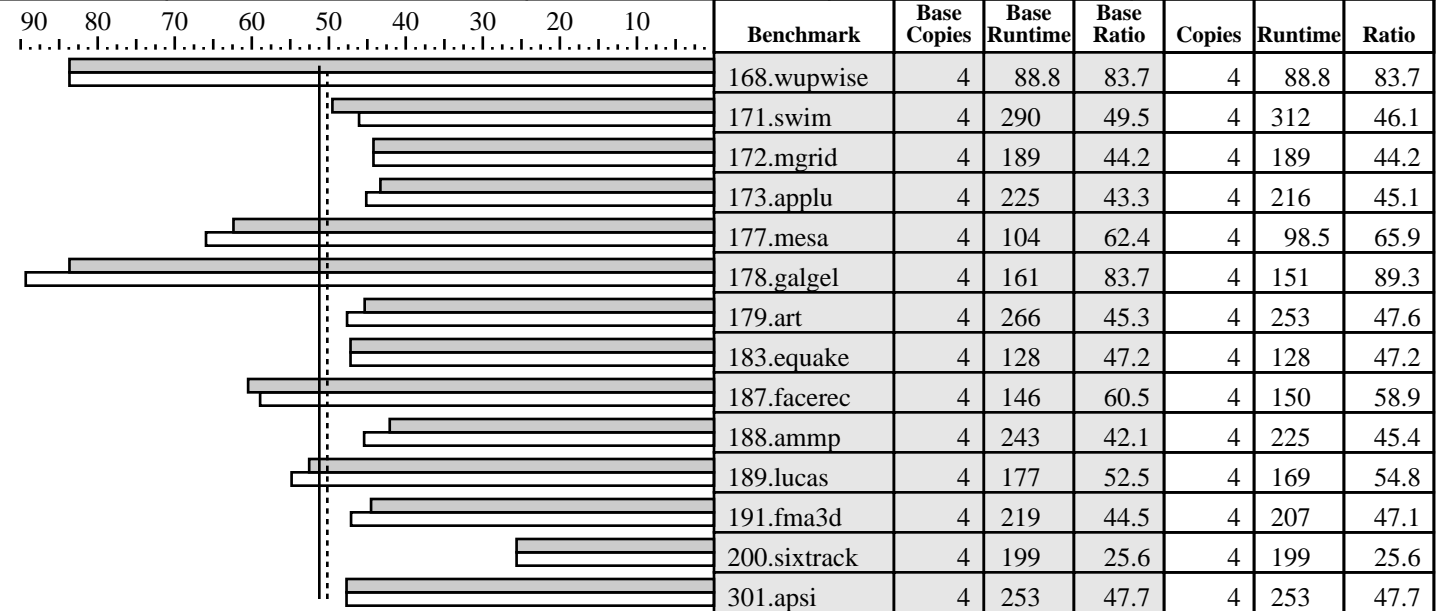 90 80 70 60 50 40 30 20 10
Benchmark Base Copies Base Runtime Base Ratio Copies Runtime Ratio
168.wupwise 4 88.8 83.7 4 88.8 83.7
171.swim 4 290 49.5 4 312 46.1
172.mgrid 4 189 44.2 4 189 44.2
173.applu 4 225 43.3 4 216 45.1
177.mesa 4 104 62.4 4 98.5 65.9
178.galgel 4 161 83.7 4 151 89.3
179.art 4 266 45.3 4 253 47.6
183.equake 4 128 47.2 4 128 47.2
187.facerec 4 146 60.5 4 150 58.9
188.ammp 4 243 42.1 4 225 45.4
189.lucas 4 177 52.5 4 169 54.8
191.fma3d 4 219 44.5 4 207 47.1
200.sixtrack 4 199 25.6 4 199 25.6
301.apsi 4 253 47.7 4 253 47.7